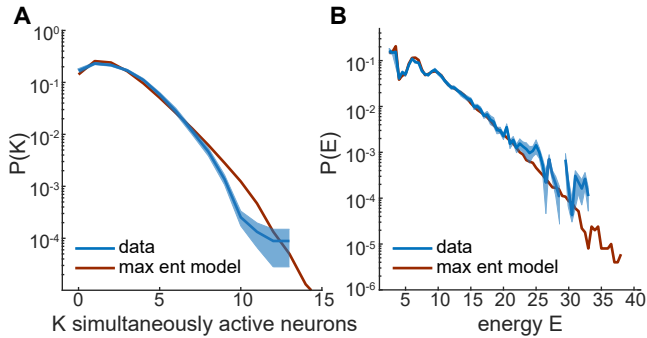 A
10⁰
10⁻¹
10⁻²
10⁻³
10⁻⁴
P(K)
data
max ent model
0 5 10 15
K simultaneously active neurons
B
10⁻¹
10⁻²
10⁻³
10⁻⁴
10⁻⁵
10⁻⁶
P(E)
data
max ent model
5 10 15 20 25 30 35 40
energy E